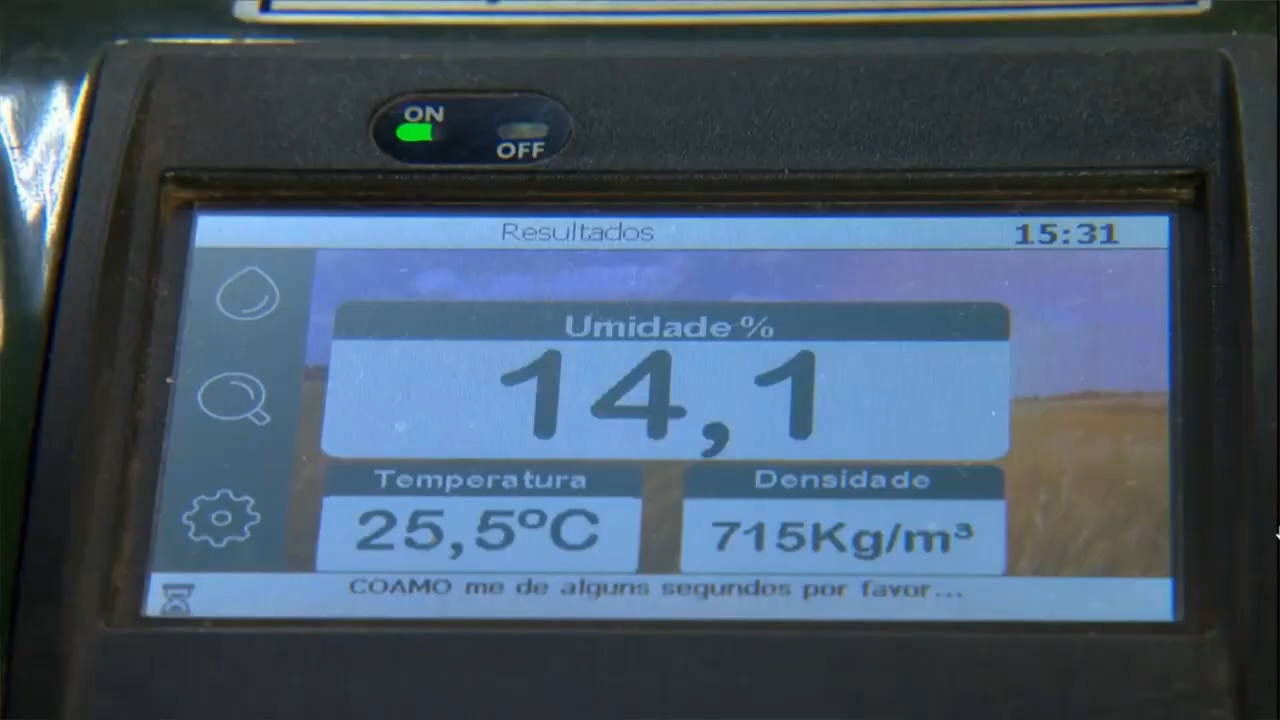 ON
OFF
Resultados
15:31
Umidade %
14,1
Temperatura
Densidade
25,5ºC
715Kg/m³
COAMO me de alguns segundos por favor...